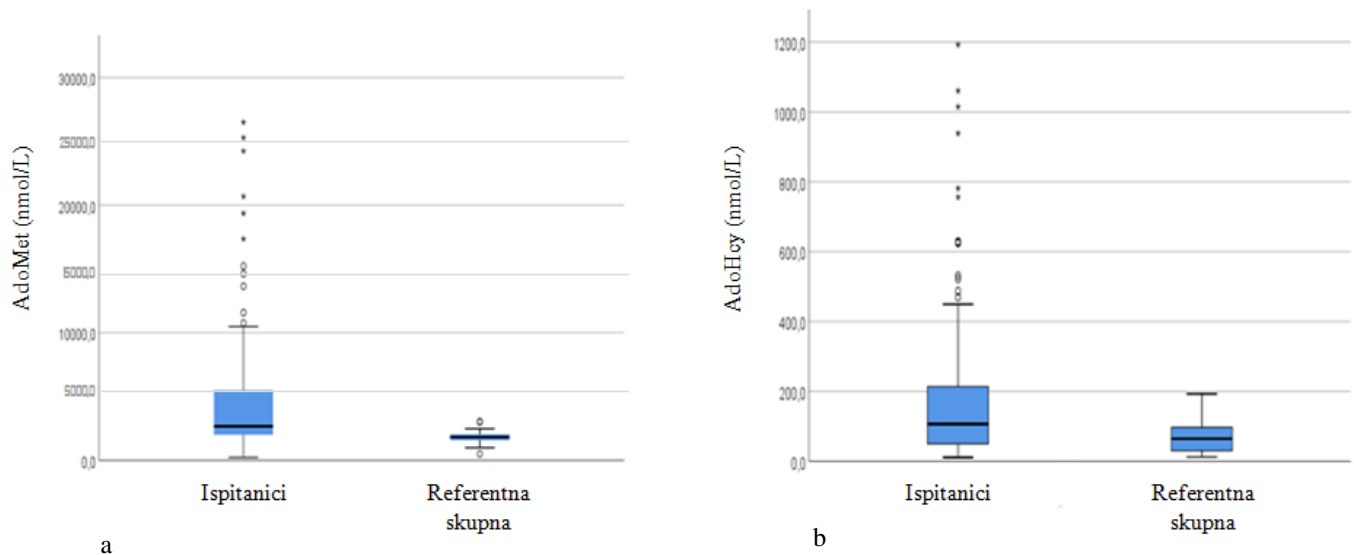 AdoMet (nmol/L)
30000,0
25000,0
20000,0
15000,0
10000,0
5000,0
0,0
Ispitanici
Referentna
skupna
a
AdoHcy (nmol/L)
1200,0
1000,0
800,0
600,0
400,0
200,0
0,0
Ispitanici
Referentna
skupna
b